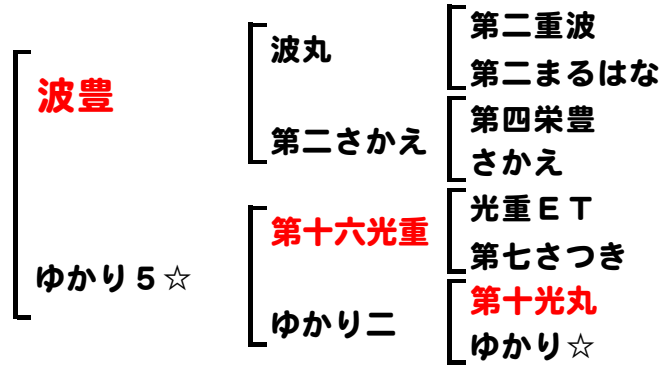 波豊
ゆかり５☆
波丸
第二さかえ
第十六光重
ゆかり二
第二重波
第二まるはな
第四栄豊
さかえ
光重ＥＴ
第七さつき
第十光丸
ゆかり☆